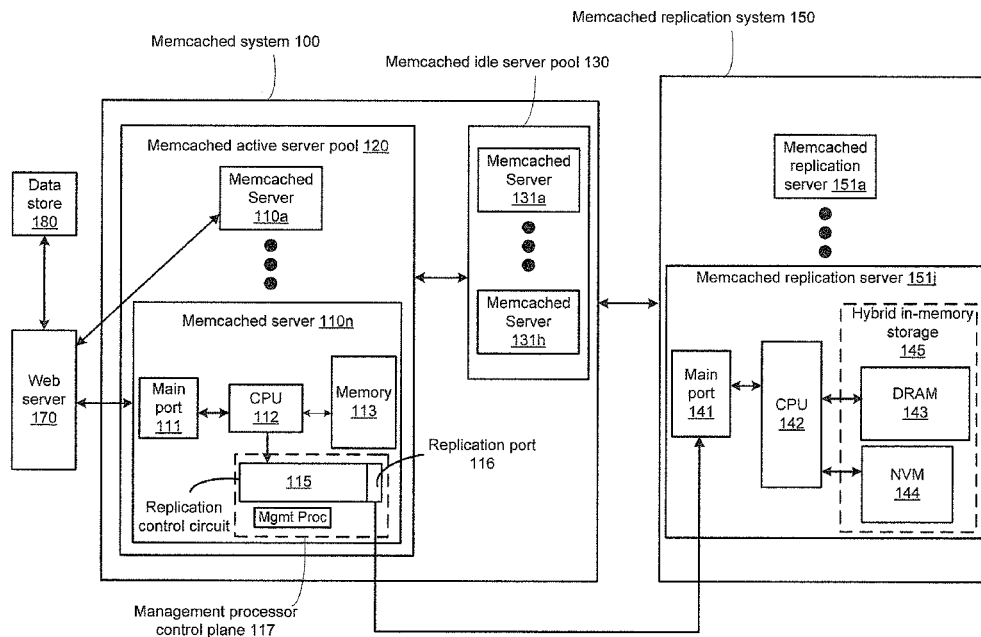 Memcached system 100
Memcached replication system 150
Memcached idle server pool 130
Memcached active server pool 120
Memcached
Server
110a
Data
store
180
Memcached
Server
131a
Memcached
replication
server 151a
Memcached server 110n
Memcached
Server
131h
Memcached replication server 151j
Hybrid in-memory
storage
145
Web
server
170
Main
port
111
CPU
112
Memory
113
Main
port
141
CPU
142
DRAM
143
NVM
144
Replication port
116
115
Replication
control circuit
Mgmt Proc
Management processor
control plane 117